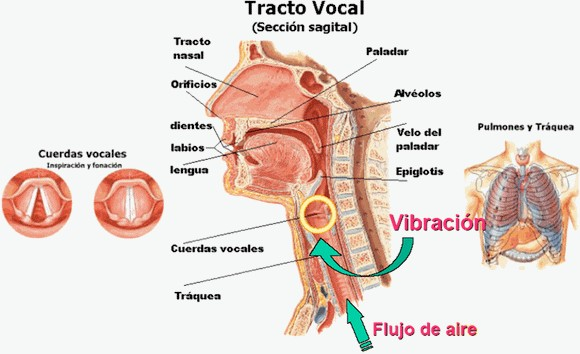 Tracto Vocal
(Sección sagital)
Tracto
nasal
Orificios
dientes
labios
lengua
Cuerdas vocales
Tráquea
Paladar
Alvéolos
Velo del
paladar
Epiglotis
Vibración
Flujo de aire
Cuerdas vocales
Inspiración y fonación
Pulmones y Tráquea